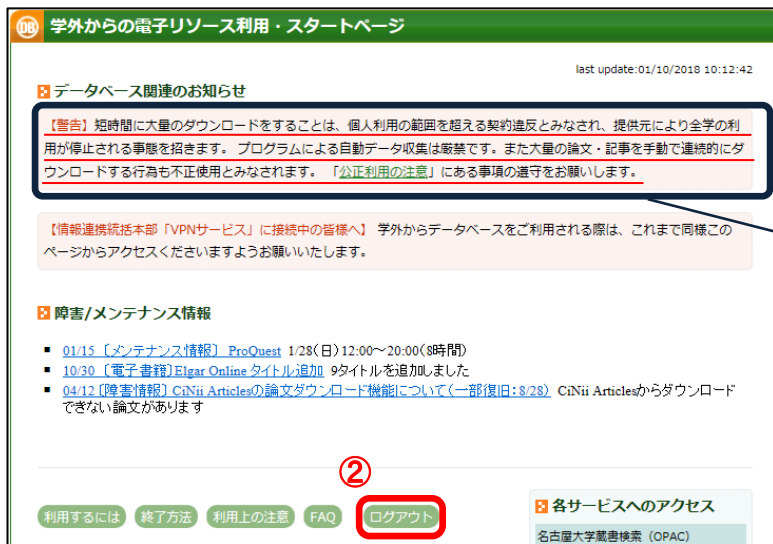 DB 学外からの電子リソース利用・スタートページ
last update:01/10/2018 10:12:42
データベース関連のお知らせ
【警告】短時間に大量のダウンロードをすることは、個人利用の範囲を超える契約違反とみなされ、提供元により全学の利
用が停止される事態を招きます。 プログラムによる自動データ収集は厳禁です。また大量の論文・記事を手動で連続的にダ
ウンロードする行為も不正使用とみなされます。 「公正利用の注意」にある事項の遵守をお願いします。
【情報連携統括本部「VPNサービス」に接続中の皆様へ】 学外からデータベースをご利用される際は、これまで同様この
ページからアクセスくださいますようお願いいたします。
障害/メンテナンス情報
01/15 〔メンテナンス情報〕 ProQuest 1/28(日)12:00～20:00(8時間)
10/30 〔電子書籍〕Elgar Online タイトル追加 9タイトルを追加しました
04/12 〔障害情報〕 CiNii Articlesの論文ダウンロード機能について(一部復旧:8/28) CiNii Articlesからダウンロード
できない論文があります
②
利用するには 終了方法 利用上の注意 FAQ ログアウト
各サービスへのアクセス
名古屋大学蔵書検索（OPAC）